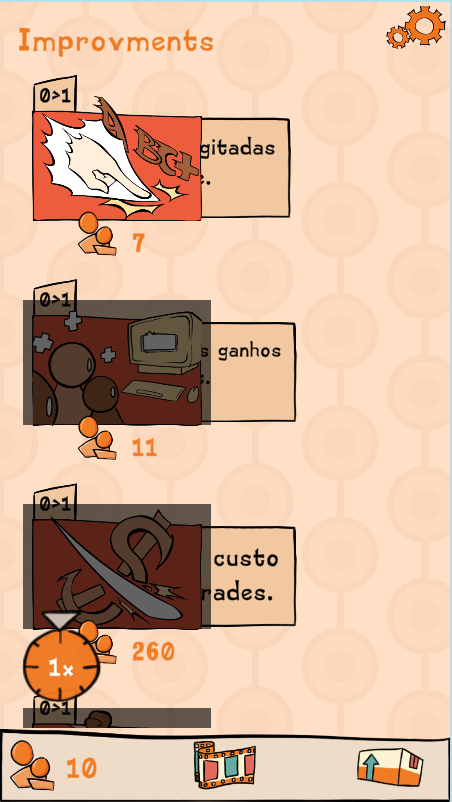 Improvments
0>1
gitadas
e.
ABC+
7
0>1
s ganhos
11
0>1
custo
rades.
260
1x
0>1
10